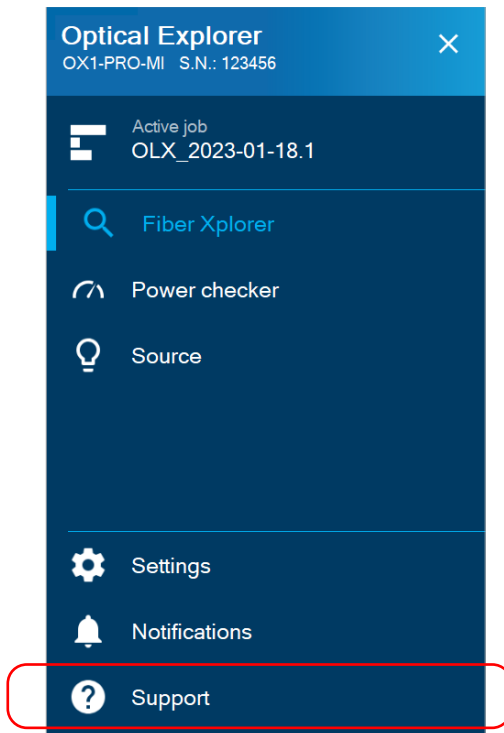 Optical Explorer
OX1-PRO-MI S.N.: 123456
Active job
OLX_2023-01-18.1
Fiber Xplorer
Power checker
Source
Settings
Notifications
Support